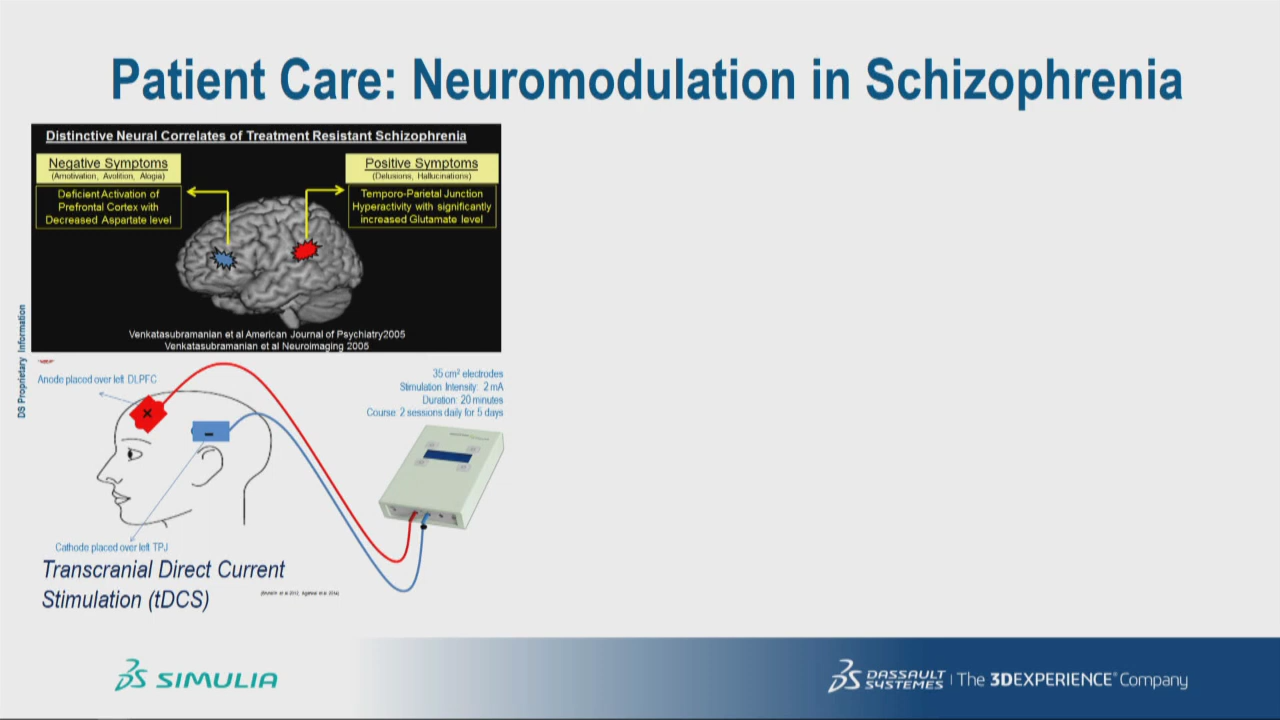 Patient Care: Neuromodulation in Schizophrenia
Distinctive Neural Correlates of Treatment Resistant Schizophrenia
Negative Symptoms
(Amotivation, Avolition, Alogia)
Deficient Activation of
Prefrontal Cortex with
Decreased Aspartate level
Positive Symptoms
(Delusions, Hallucinations)
Temporo-Parietal Junction
Hyperactivity with significantly
increased Glutamate level
Venkatasubramanian et al American Journal of Psychiatry2005
Venkatasubramanian et al Neuroimaging 2005
DS Proprietary Information
Anode placed over left DLPFC
35 cm² electrodes
Stimulation Intensity: 2 mA
Duration: 20 minutes
Course: 2 sessions daily for 5 days
Cathode placed over left TPJ
Transcranial Direct Current
Stimulation (tDCS)
SIMULIA
DASSAULT
SYSTEMES
The 3DEXPERIENCE® Company